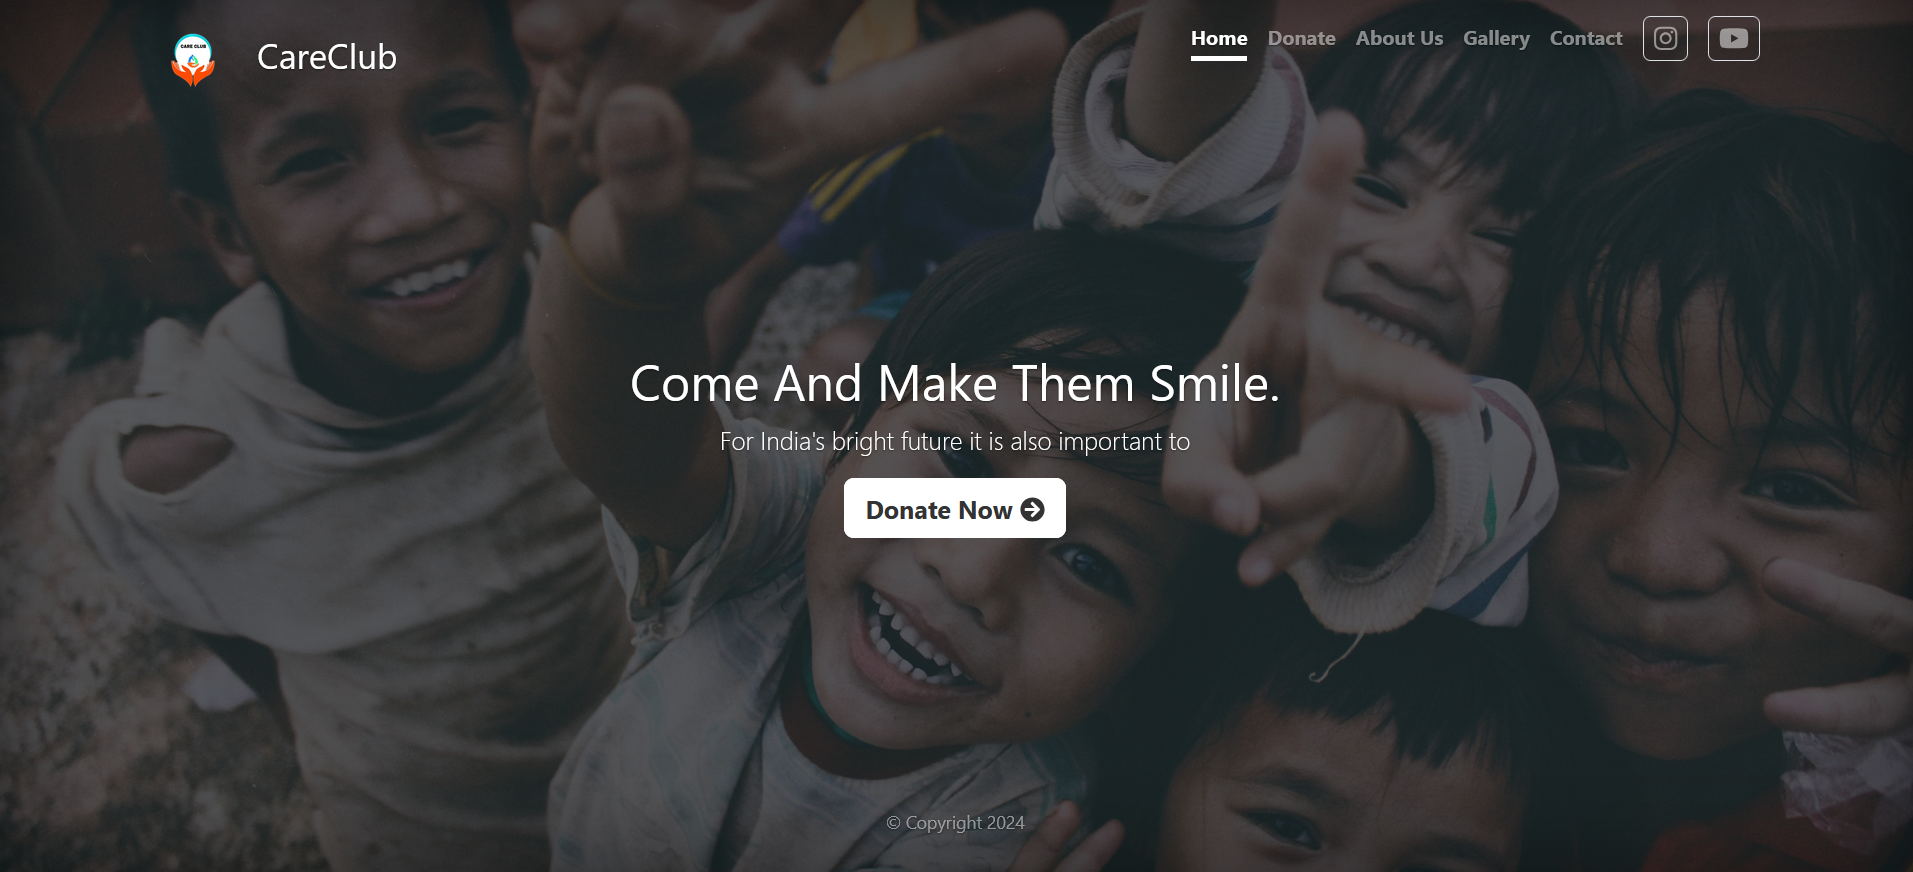 CARE CLUB
CareClub
Home Donate About Us Gallery Contact
Come And Make Them Smile.
For India's bright future it is also important to
Donate Now
© Copyright 2024